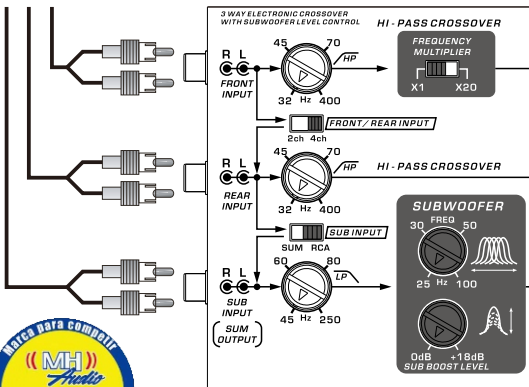 3 WAY ELECTRONIC CROSSOVER
WITH SUBWOOFER LEVEL CONTROL
HI - PASS CROSSOVER
FREQUENCY
MULTIPLIER
X1 X20
R L
FRONT
INPUT
45 70
HP
32 Hz 400
2ch 4ch
FRONT/ REAR INPUT
R L
REAR
INPUT
45 70
HP
32 Hz 400
HI - PASS CROSSOVER
SUM RCA
SUB INPUT
R L
SUB
INPUT
(SUM
OUTPUT)
60 80
LP
45 Hz 250
SUBWOOFER
FREQ
30 50
25 Hz 100
0dB +18dB
SUB BOOST LEVEL
Marca para competir
((MH))
Audio